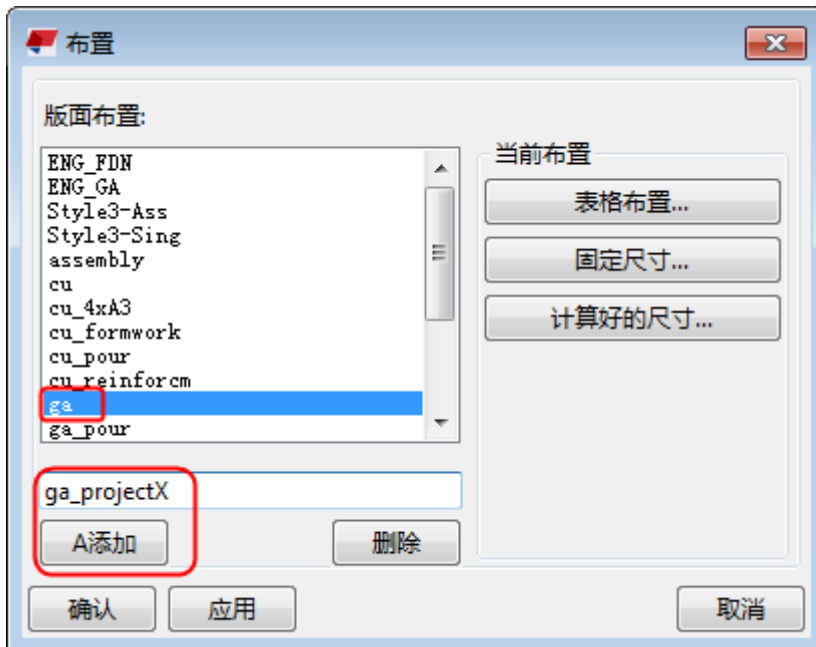 布置
版面布置:
ENG_FDN
ENG_GA
Style3-Ass
Style3-Sing
assembly
cu
cu_4xA3
cu_formwork
cu_pour
cu_reinforcm
ga
ga_pour
ga_projectX
A添加
删除
当前布置
表格布置...
固定尺寸...
计算好的尺寸...
确认
应用
取消